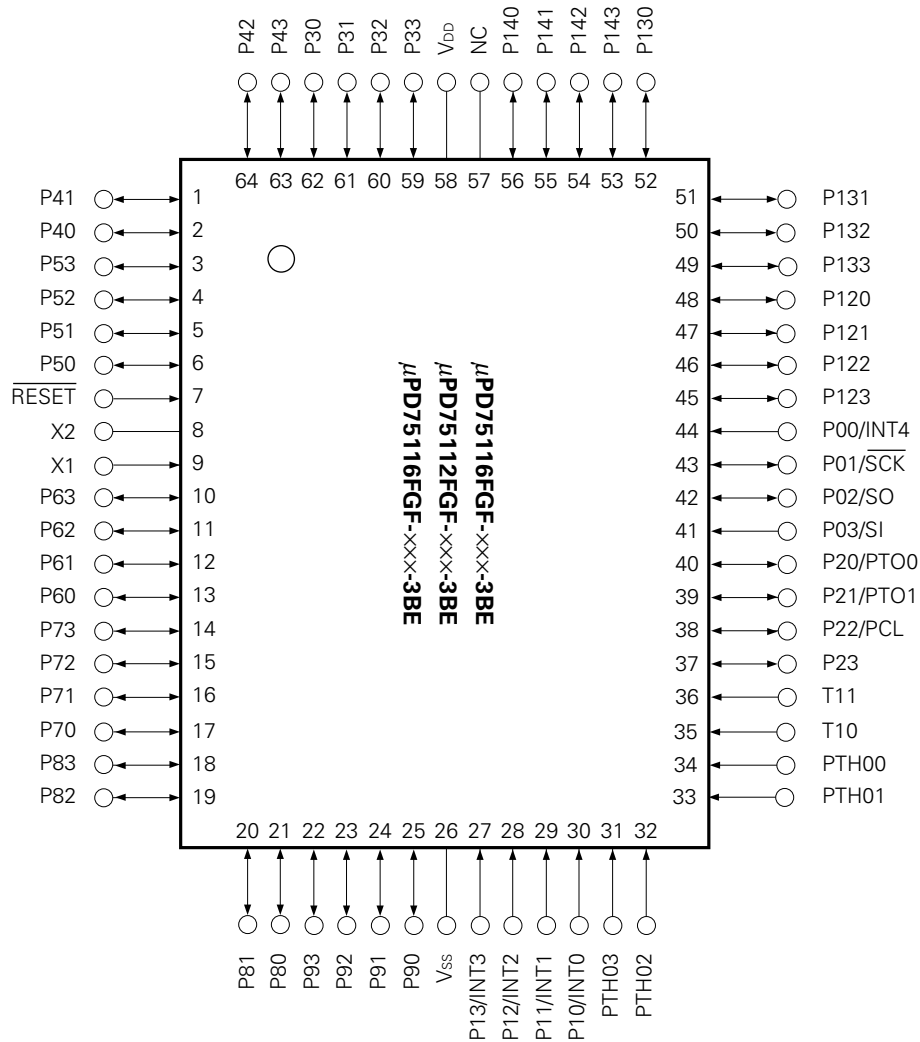 P42 P43 P30 P31 P32 P33 VDD NC P140 P141 P142 P143 P130
64 63 62 61 60 59 58 57 56 55 54 53 52
P41 1 51 P131
P40 2 50 P132
P53 3 49 P133
P52 4 48 P120
P51 5 47 P121
P50 6 46 P122
RESET 7 45 P123
X2 8 44 P00/INT4
X1 9 43 P01/SCK
P63 10 42 P02/SO
P62 11 41 P03/SI
P61 12 40 P20/PTO0
P60 13 39 P21/PTO1
P73 14 38 P22/PCL
P72 15 37 P23
P71 16 36 T11
P70 17 35 T10
P83 18 34 PTH00
P82 19 33 PTH01
µPD75116FGF-×××-3BE
µPD75112FGF-×××-3BE
µPD75116FGF-×××-3BE
20 21 22 23 24 25 26 27 28 29 30 31 32
P81 P80 P93 P92 P91 P90 VSS P13/INT3 P12/INT2 P11/INT1 P10/INT0 PTH03 PTH02